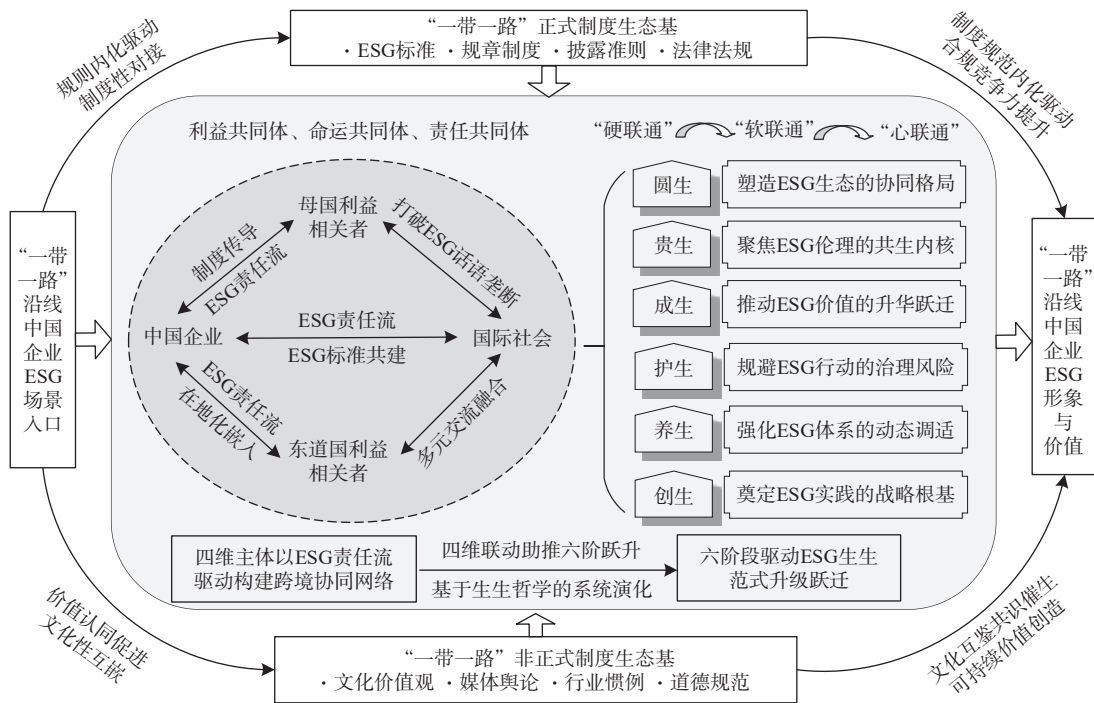 “一带一路”正式制度生态基
·ESG标准 ·规章制度 ·披露准则 ·法律法规
规则内化驱动
制度性对接
制度规范内化驱动
合规竞争力提升
利益共同体、命运共同体、责任共同体
“硬联通”
“软联通”
“心联通”
母国利益
相关者
制度传导
ESG责任流
打破ESG话语垄断
中国企业
ESG责任流
ESG标准共建
国际社会
ESG责任流
在地化嵌入
多元交流融合
东道国利益
相关者
圆生
塑造ESG生态的协同格局
贵生
聚焦ESG伦理的共生内核
成生
推动ESG价值的升华跃迁
护生
规避ESG行动的治理风险
养生
强化ESG体系的动态调适
创生
奠定ESG实践的战略根基
“一带
一路”
沿线
中国
企业
ESG
场景
入口
“一带
一路”
沿线
中国
企业
ESG
形象
与
价值
四维主体以ESG责任流
驱动构建跨境协同网络
四维联动助推六阶跃升
基于生生哲学的系统演化
六阶段驱动ESG生生
范式升级跃迁
价值认同促进
文化性互嵌
文化互鉴共识催生
可持续价值创造
“一带一路”非正式制度生态基
·文化价值观 ·媒体舆论 ·行业惯例 ·道德规范